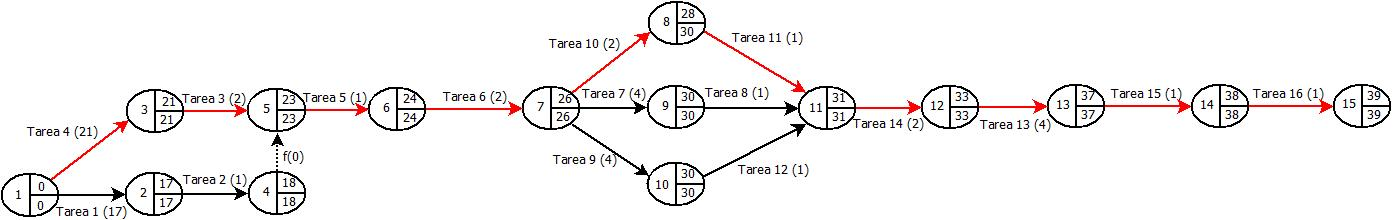 8
28
30
Tarea 10 (2)
Tarea 11 (1)
3
21
21
Tarea 3 (2)
5
23
23
Tarea 5 (1)
6
24
24
Tarea 6 (2)
7
26
26
Tarea 7 (4)
9
30
30
Tarea 8 (1)
11
31
31
Tarea 14 (2)
12
33
33
Tarea 13 (4)
13
37
37
Tarea 15 (1)
14
38
38
Tarea 16 (1)
15
39
39
Tarea 4 (21)
f(0)
Tarea 9 (4)
Tarea 12 (1)
10
30
30
1
0
0
Tarea 1 (17)
2
17
17
Tarea 2 (1)
4
18
18